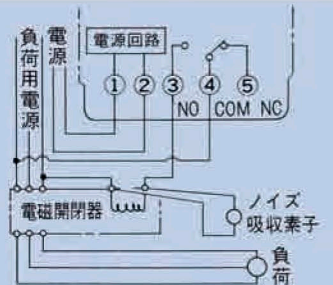 負荷用電源
電源
電源回路
① ② ③ ④ ⑤
NO COM NC
電磁開閉器
ノイズ
吸収素子
負荷